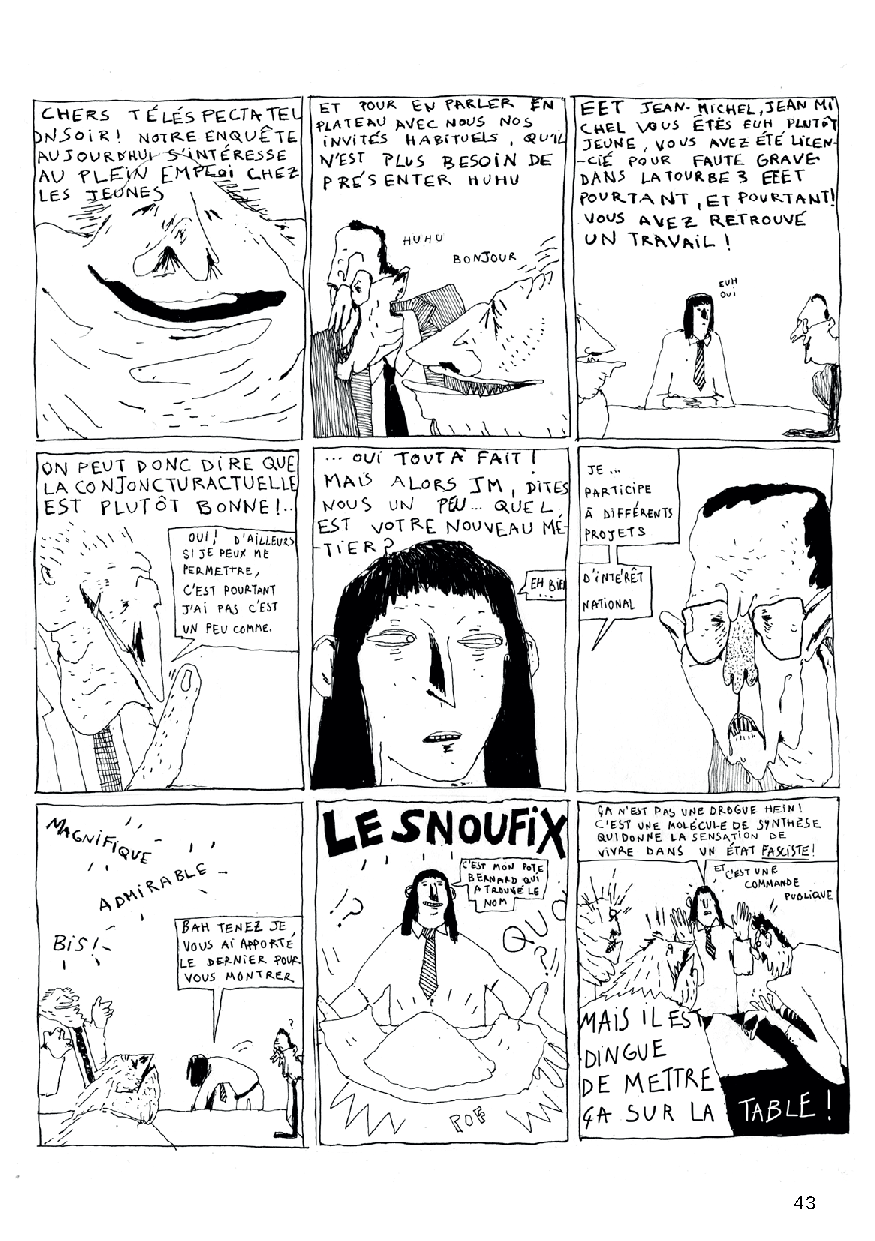 CHERS TÉLÉSPECTATEU
ONSOIR! NOTRE ENQUÊTE
AUJOURDHUI S'INTÉRESSE
AU PLEIN EMPLOI CHEZ
LES JEUNES
ET POUR EN PARLER EN
PLATEAU AVEC NOUS NOS
INVITÉS HABITUELS, QU'IL
N'EST PLUS BESOIN DE
PRÉSENTER HUHU
HUHU
BONJOUR
EET JEAN-MICHEL, JEAN MI
CHEL VOUS ÊTES EUH PLUTÔT
JEUNE, VOUS AVEZ ÉTÉ LICEN-
-CIÉ POUR FAUTE GRAVE
DANS LA TOURBE 3 EEET
POURTANT, ET POURTANT!
VOUS AVEZ RETROUVÉ
UN TRAVAIL!
EUH
OUI
ON PEUT DONC DIRE QUE
LA CONJONCTURACTUELLE
EST PLUTÔT BONNE!..
OUI! D'AILLEURS
SI JE PEUX ME
PERMETTRE,
C'EST POURTANT
J'AI PAS C'EST
UN PEU COMME.
... OUI TOUT À FAIT!
MAIS ALORS JM, DITES
NOUS UN PEU... QUEL
EST VOTRE NOUVEAU MÉ-
-TIER?
EH BIEN
JE ...
PARTICIPE
À DIFFÉRENTS
PROJETS
D'INTÉRÊT
NATIONAL
MAGNIFIQUE
ADMIRABLE
BIS!
BAH TENEZ JE
VOUS AI APPORTÉ
LE DERNIER POUR
VOUS MONTRER
?
LE SNOUFIX
C'EST MON POTE
BERNARD QUI
A TROUVÉ LE
NOM
!?
QUOI
?
POF
ÇA N'EST PAS UNE DROGUE HEIN!
C'EST UNE MOLÉCULE DE SYNTHÈSE
QUI DONNE LA SENSATION DE
VIVRE DANS UN ÉTAT FASCISTE!
ET C'EST UNE
COMMANDE
PUBLIQUE
MAIS IL EST
DINGUE
DE METTRE
ÇA SUR LA TABLE!
43